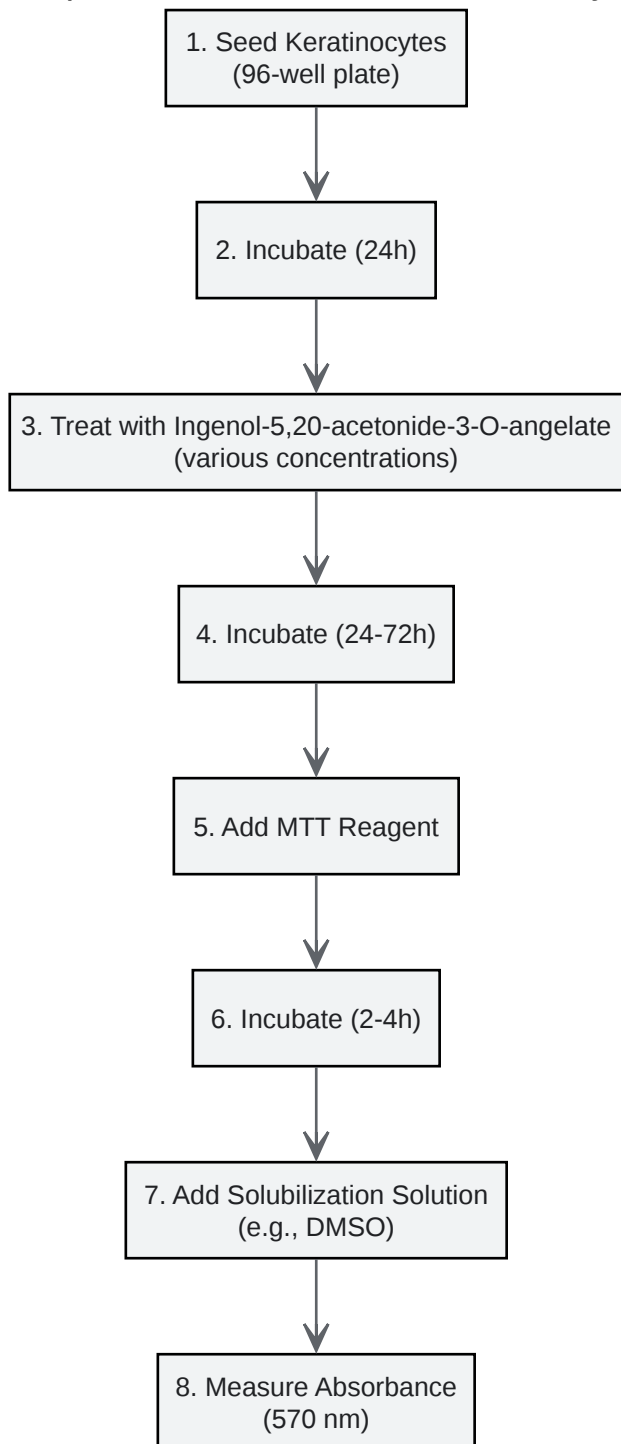 1. Seed Keratinocytes
(96-well plate)
2. Incubate (24h)
3. Treat with Ingenol-5,20-acetonide-3-O-angelate
(various concentrations)
4. Incubate (24-72h)
5. Add MTT Reagent
6. Incubate (2-4h)
7. Add Solubilization Solution
(e.g., DMSO)
8. Measure Absorbance
(570 nm)